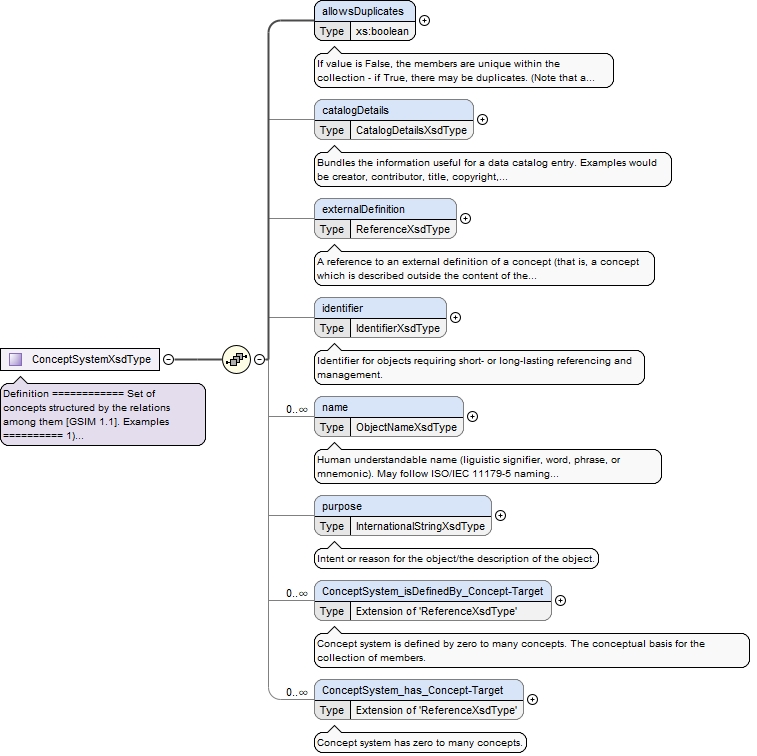 allowsDuplicates
Type xs:boolean
If value is False, the members are unique within the
collection - if True, there may be duplicates. (Note that a...
catalogDetails
Type CatalogDetailsXsdType
Bundles the information useful for a data catalog entry. Examples would
be creator, contributor, title, copyright,...
externalDefinition
Type ReferenceXsdType
A reference to an external definition of a concept (that is, a concept
which is described outside the content of the...
identifier
Type IdentifierXsdType
Identifier for objects requiring short- or long-lasting referencing and
management.
ConceptSystemXsdType
Definition ============ Set of
concepts structured by the relations
among them [GSIM 1.1]. Examples
========== 1)...
0..∞
name
Type ObjectNameXsdType
Human understandable name (liguistic signifier, word, phrase, or
mnemonic). May follow ISO/IEC 11179-5 naming...
purpose
Type InternationalStringXsdType
Intent or reason for the object/the description of the object.
0..∞
ConceptSystem_isDefinedBy_Concept-Target
Type Extension of 'ReferenceXsdType'
Concept system is defined by zero to many concepts. The conceptual basis for the
collection of members.
0..∞
ConceptSystem_has_Concept-Target
Type Extension of 'ReferenceXsdType'
Concept system has zero to many concepts.